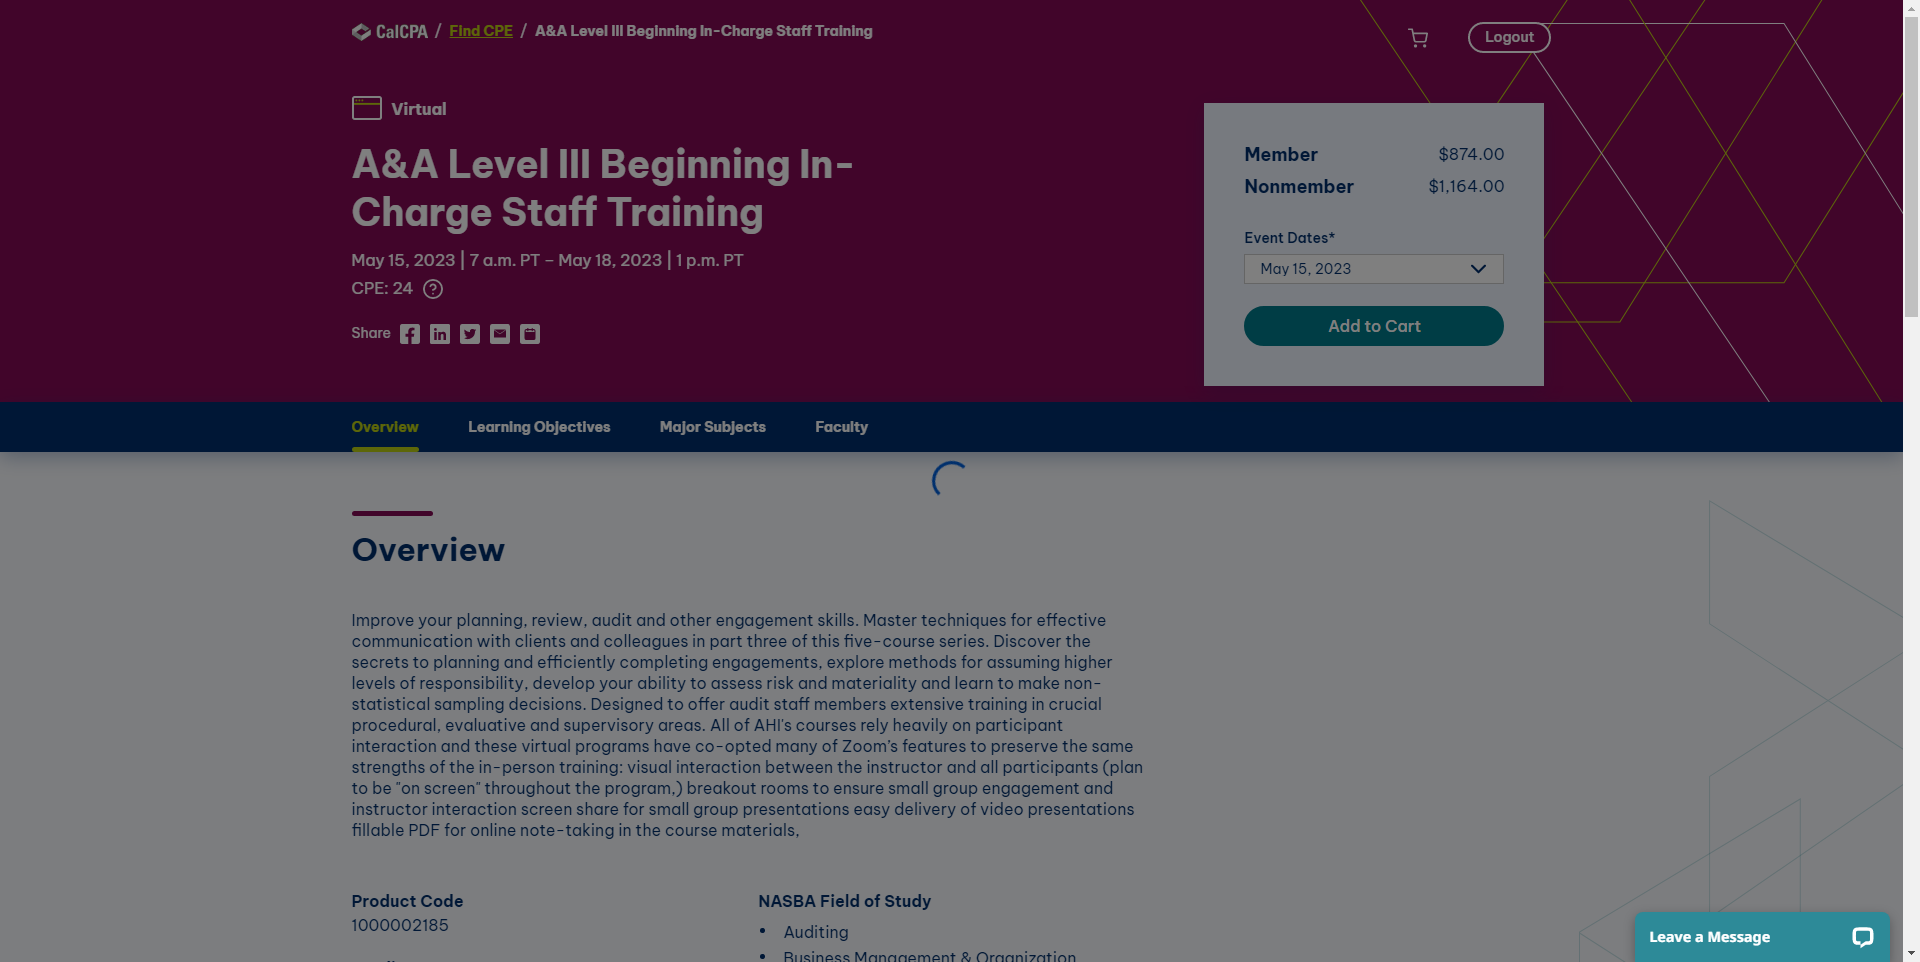 CalCPA / Find CPE / A&A Level III Beginning In-Charge Staff Training
Logout
Virtual
A&A Level III Beginning In-
Charge Staff Training
May 15, 2023 | 7 a.m. PT – May 18, 2023 | 1 p.m. PT
CPE: 24 ?
Share
Member $874.00
Nonmember $1,164.00
Event Dates*
May 15, 2023
Add to Cart
Overview Learning Objectives Major Subjects Faculty
Overview
Improve your planning, review, audit and other engagement skills. Master techniques for effective
communication with clients and colleagues in part three of this five-course series. Discover the
secrets to planning and efficiently completing engagements, explore methods for assuming higher
levels of responsibility, develop your ability to assess risk and materiality and learn to make non-
statistical sampling decisions. Designed to offer audit staff members extensive training in crucial
procedural, evaluative and supervisory areas. All of AHI's courses rely heavily on participant
interaction and these virtual programs have co-opted many of Zoom’s features to preserve the same
strengths of the in-person training: visual interaction between the instructor and all participants (plan
to be "on screen" throughout the program,) breakout rooms to ensure small group engagement and
instructor interaction screen share for small group presentations easy delivery of video presentations
fillable PDF for online note-taking in the course materials,
Product Code
1000002185
NASBA Field of Study
• Auditing
• Business Management & Organization
Leave a Message